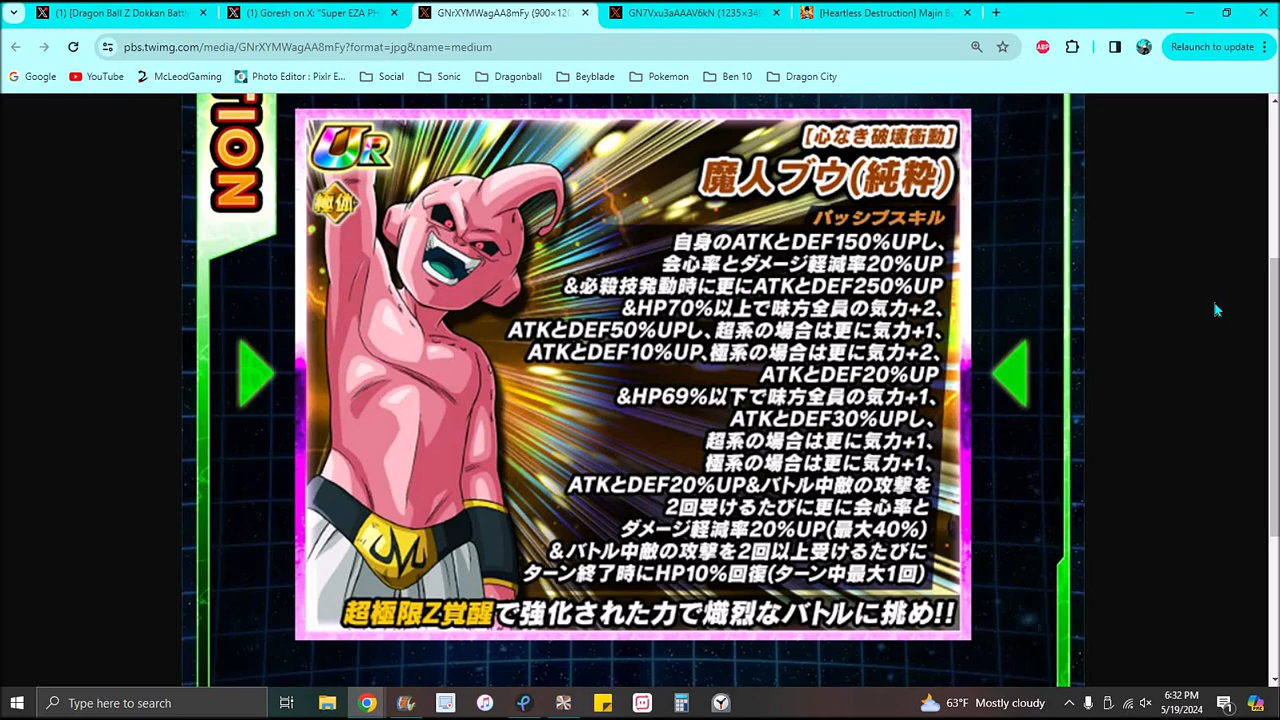 (1) [Dragon Ball Z Dokkan Battl
(1) Goresh on X: "Super EZA PH
GNrXYMWagAA8mFy (900×120
GN7Vxu3aAAAV6kN (1235×34
[Heartless Destruction] Majin B
pbs.twimg.com/media/GNrXYMWagAA8mFy?format=jpg&name=medium
ABP
Relaunch to update
Google
YouTube
McLeodGaming
Photo Editor : Pixlr E...
Social
Sonic
Dragonball
Beyblade
Pokemon
Ben 10
Dragon City
TION
UR
極体
[心なき破壊衝動]
魔人ブウ(純粋)
パッシブスキル
自身のATKとDEF150%UPし、
会心率とダメージ軽減率20%UP
&必殺技発動時に更にATKとDEF250%UP
&HP70%以上で味方全員の気力+2、
ATKとDEF50%UPし、超系の場合は更に気力+1、
ATKとDEF10%UP、極系の場合は更に気力+2、
ATKとDEF20%UP
&HP69%以下で味方全員の気力+1、
ATKとDEF30%UPし、
超系の場合は更に気力+1、
極系の場合は更に気力+1、
ATKとDEF20%UP&バトル中敵の攻撃を
2回受けるたびに更に会心率と
ダメージ軽減率20%UP(最大40%)
&バトル中敵の攻撃を2回以上受けるたびに
ターン終了時にHP10%回復(ターン中最大1回)
超極限Z覚醒で強化された力で熾烈なバトルに挑め!!
Type here to search
63°F Mostly cloudy
6:32 PM
5/19/2024